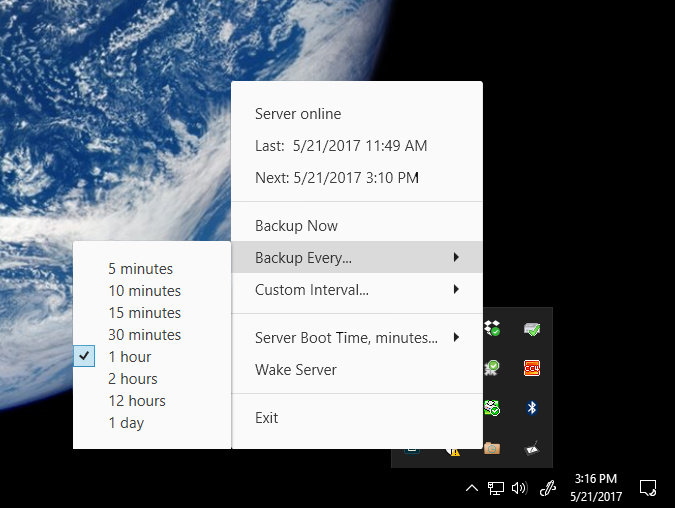 Server online
Last: 5/21/2017 11:49 AM
Next: 5/21/2017 3:10 PM
Backup Now
Backup Every...
Custom Interval...
Server Boot Time, minutes...
Wake Server
Exit
5 minutes
10 minutes
15 minutes
30 minutes
1 hour
2 hours
12 hours
1 day
3:16 PM
5/21/2017